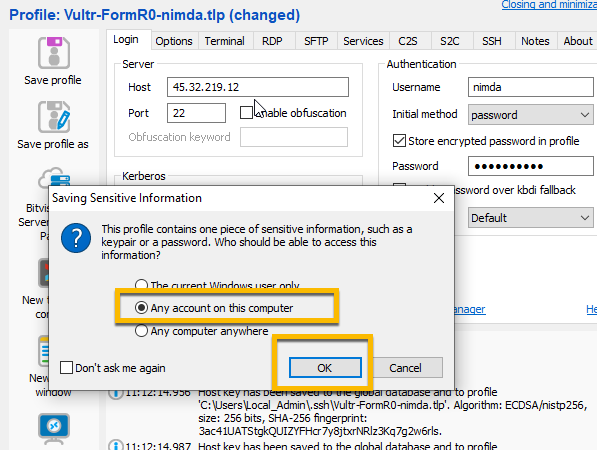 Profile: Vultr-FormR0-nimda.tlp (changed)
Closing and minimiza
Save profile
Save profile as
Bitvis
Server
Pa
New
con
New
window
Login
Options
Terminal
RDP
SFTP
Services
C2S
S2C
SSH
Notes
About
Server
Host
45.32.219.12
Port
22
Enable obfuscation
Obfuscation keyword
Kerberos
Authentication
Username
nimda
Initial method
password
Store encrypted password in profile
Password
••••••••••
password over kbdi fallback
Default
anager
He
Saving Sensitive Information
This profile contains one piece of sensitive information, such as a
keypair or a password. Who should be able to access this
information?
The current Windows user only
Any account on this computer
Any computer anywhere
Don't ask me again
OK
Cancel
11:12:14.956 Host key has been saved to the global database and to profile
'C:\Users\Local_Admin\.ssh\Vultr-FormR0-nimda.tlp'. Algorithm: ECDSA/nistp256,
size: 256 bits, SHA-256 fingerprint:
3ac41UATStgkQUIZYFHcr7y8jtxrNRlz3Kq7g2w6rls.
11:12:14.987 Host key has been saved to the global database and to profile